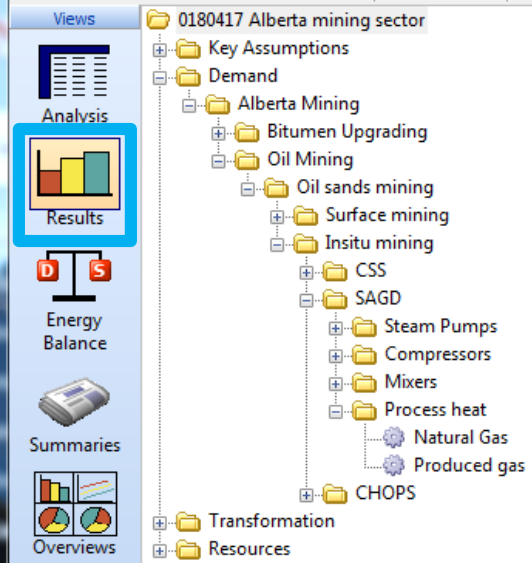 Views
Analysis
Results
D S
Energy
Balance
Summaries
Overviews
0180417 Alberta mining sector
Key Assumptions
Demand
Alberta Mining
Bitumen Upgrading
Oil Mining
Oil sands mining
Surface mining
Insitu mining
CSS
SAGD
Steam Pumps
Compressors
Mixers
Process heat
Natural Gas
Produced gas
CHOPS
Transformation
Resources